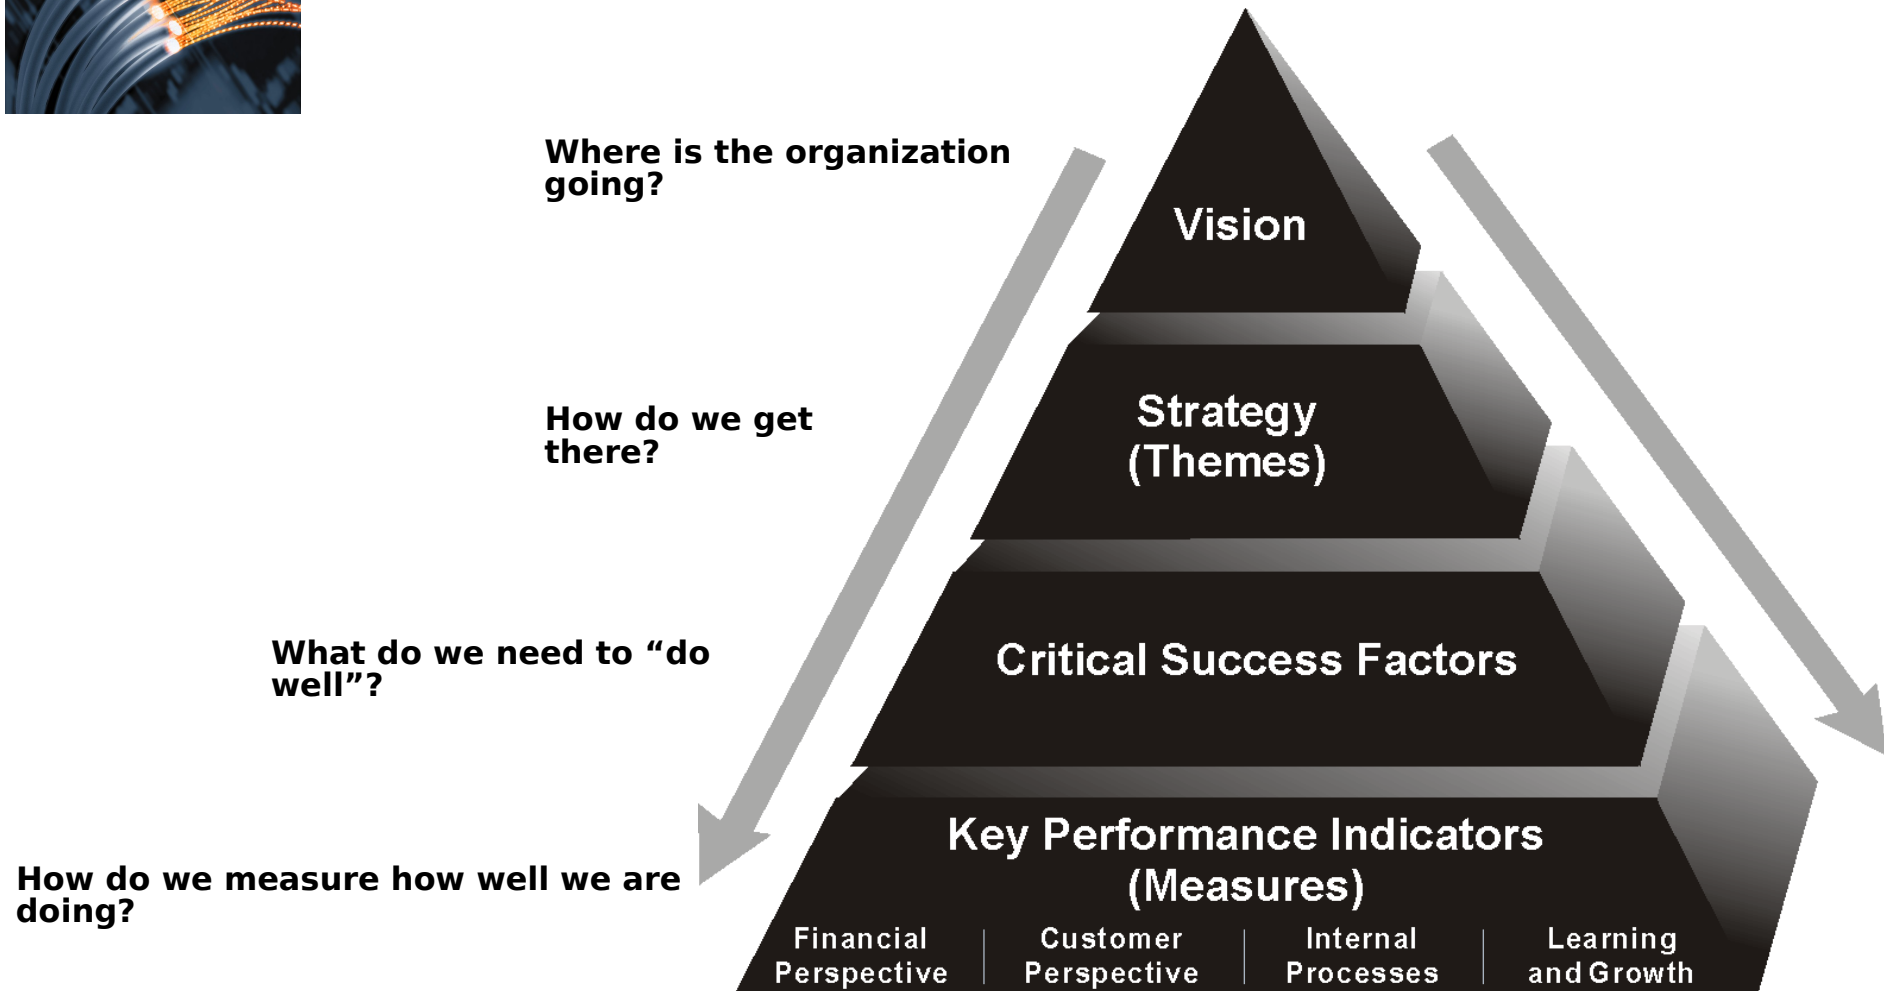 Where is the organization
going?
Vision
How do we get
there?
Strategy
(Themes)
What do we need to “do
well”?
Critical Success Factors
How do we measure how well we are
doing?
Key Performance Indicators
(Measures)
Financial
Perspective
Customer
Perspective
Internal
Processes
Learning
and Growth